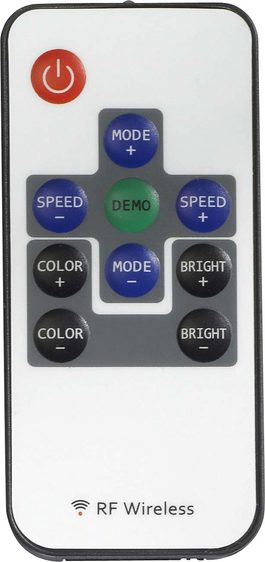 MODE
+
SPEED
–
DEMO
SPEED
+
COLOR
+
MODE
–
BRIGHT
+
COLOR
–
BRIGHT
–
RF Wireless